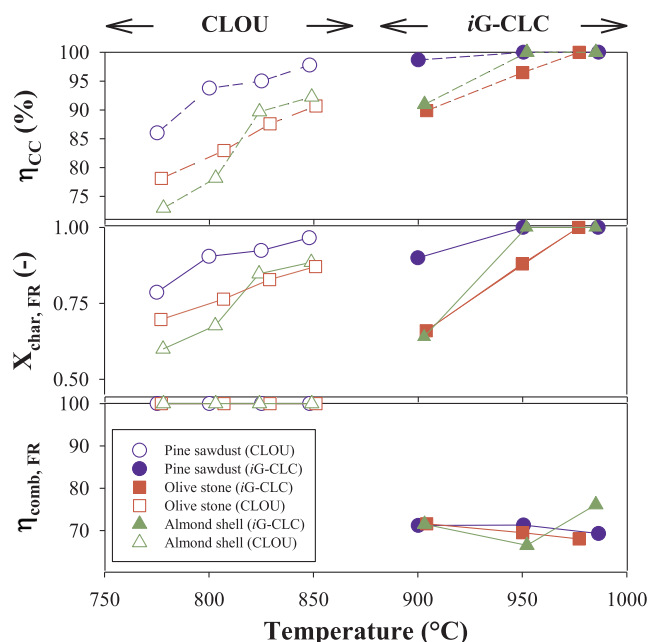 CLOU iG-CLC
100
95
90
85
80
75
ηCC (%)
1.00
0.75
0.50
Xchar, FR (-)
100
90
80
70
ηcomb, FR
Pine sawdust (CLOU)
Pine sawdust (iG-CLC)
Olive stone (iG-CLC)
Olive stone (CLOU)
Almond shell (iG-CLC)
Almond shell (CLOU)
750 800 850 900 950 1000
Temperature (°C)